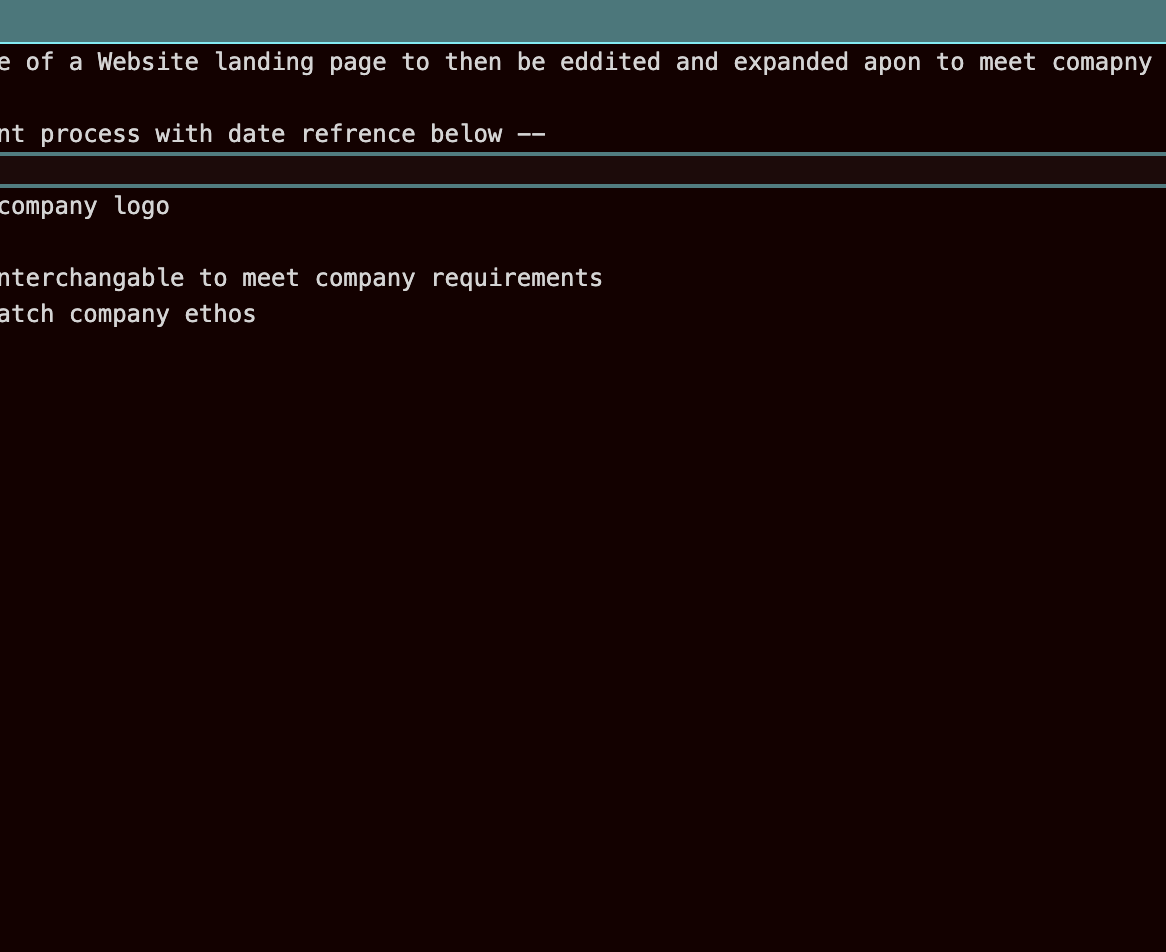 e of a Website landing page to then be eddited and expanded apon to meet comapny
nt process with date refrence below ——
company logo
nterchangable to meet company requirements
atch company ethos